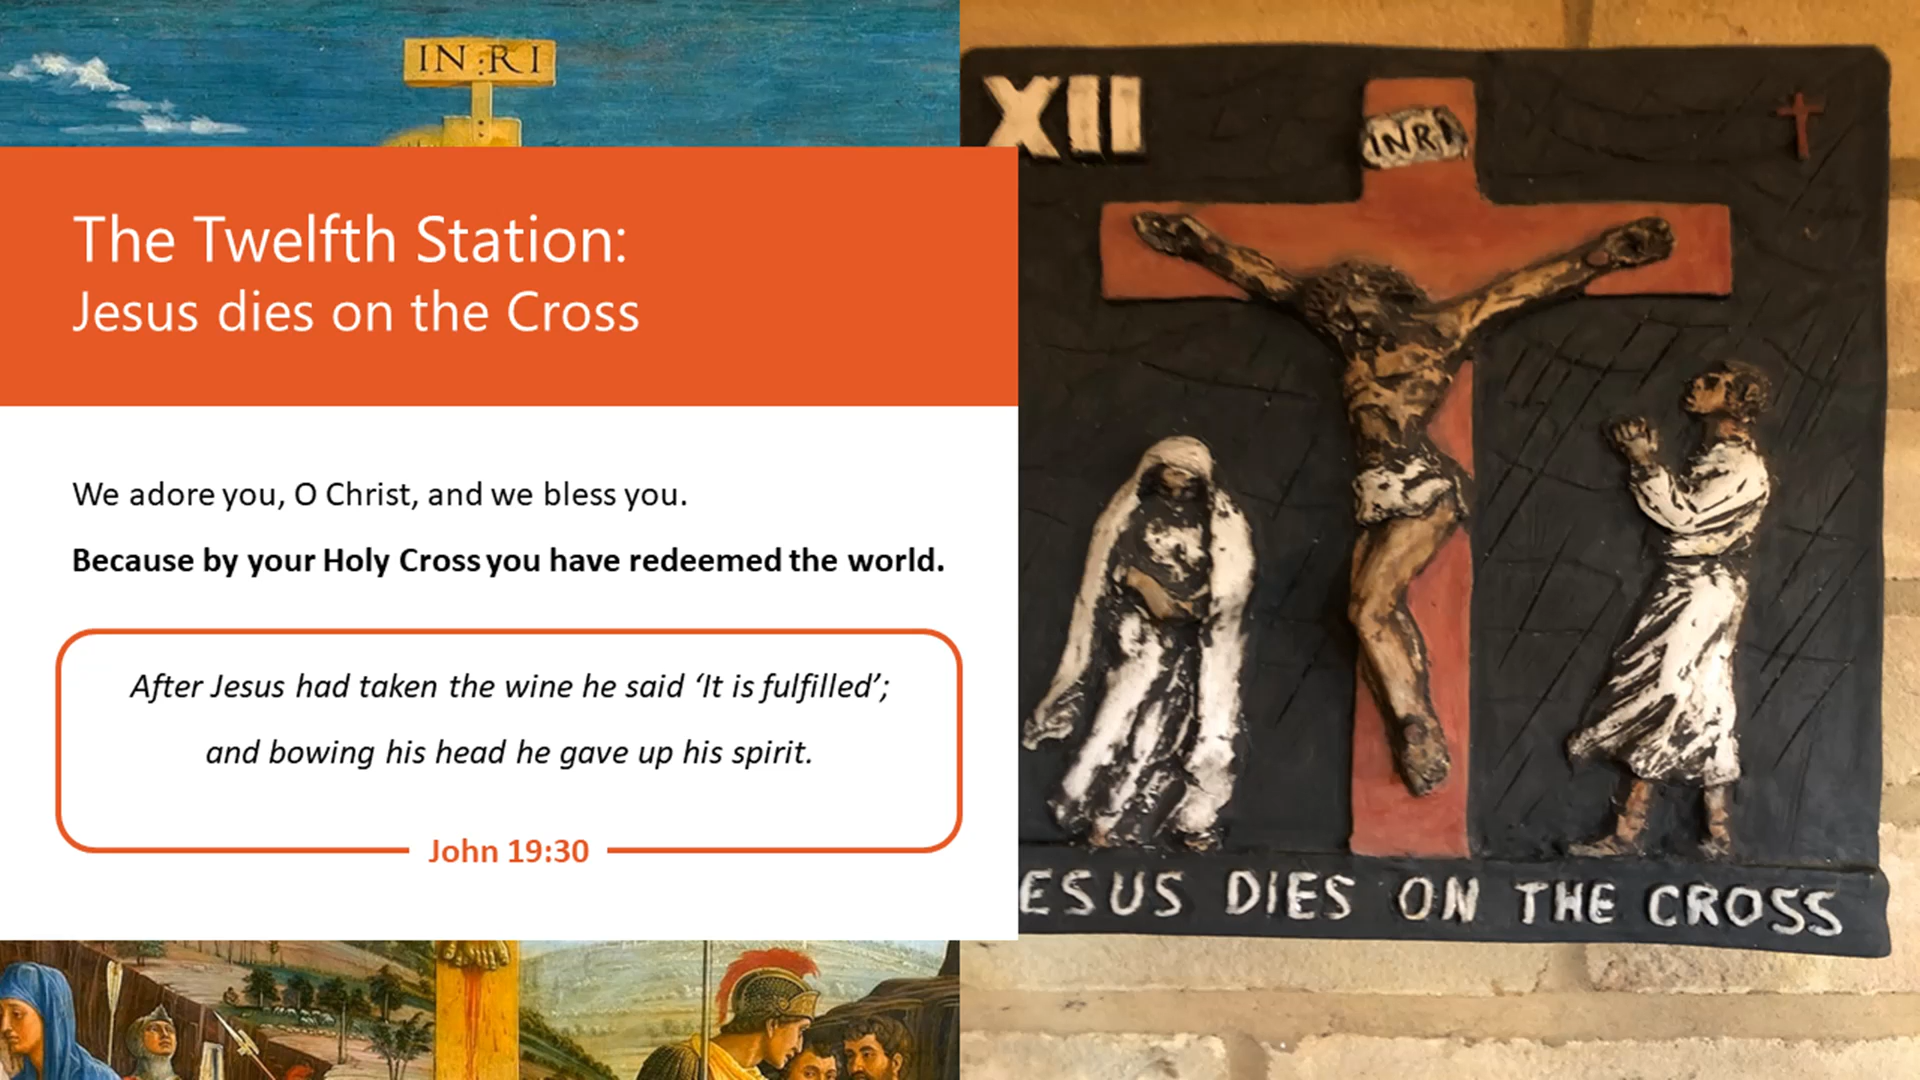 IN:RI
The Twelfth Station:
Jesus dies on the Cross
We adore you, O Christ, and we bless you.
Because by your Holy Cross you have redeemed the world.
After Jesus had taken the wine he said ‘It is fulfilled’;
and bowing his head he gave up his spirit.
John 19:30
XII
INRI
ESUS DIES ON THE CROSS